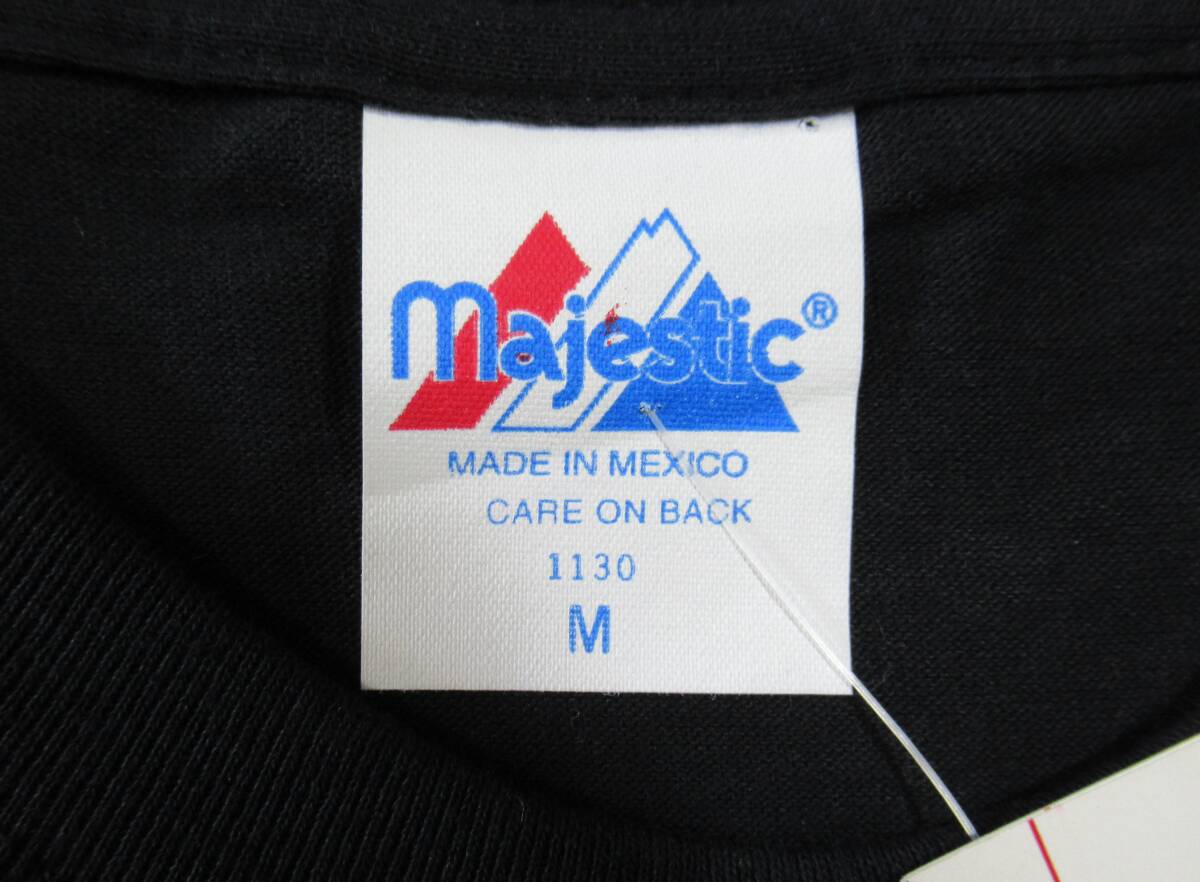 Majestic®
MADE IN MEXICO
CARE ON BACK
1130
M